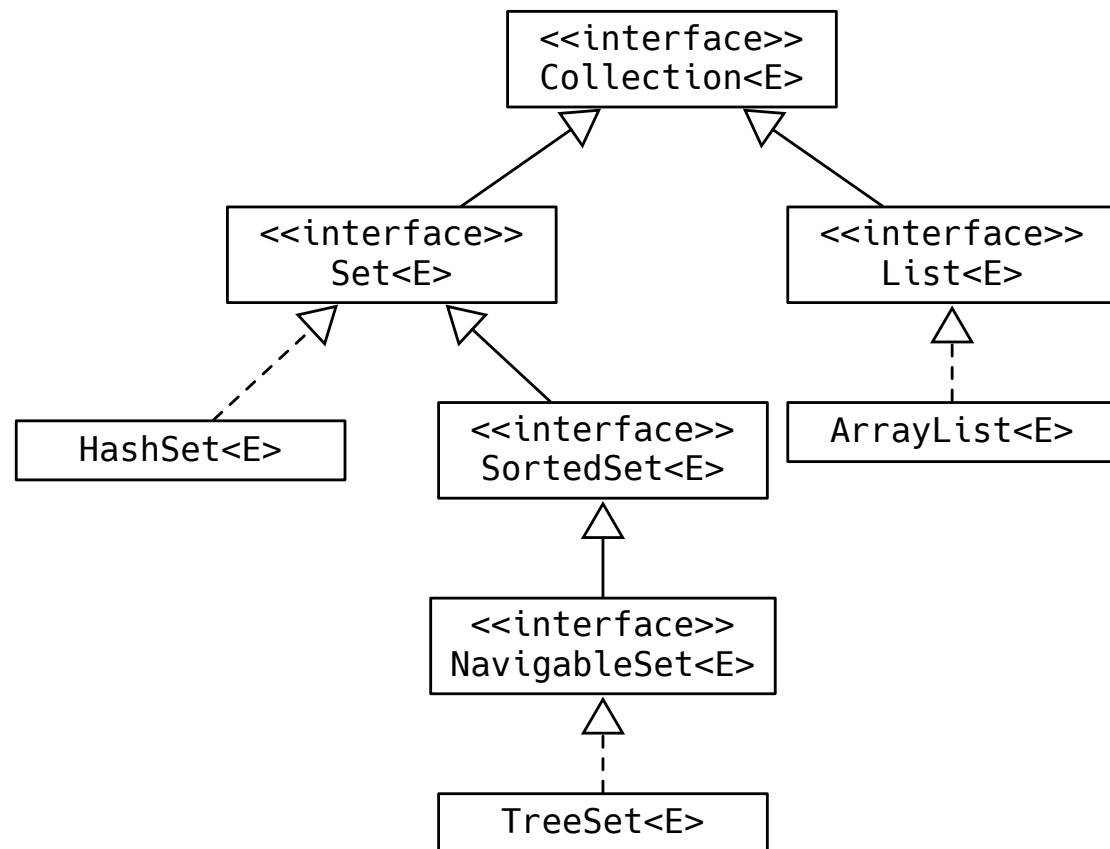 <<interface>>
Collection<E>
<<interface>>
Set<E>
<<interface>>
List<E>
HashSet<E>
<<interface>>
SortedSet<E>
ArrayList<E>
<<interface>>
NavigableSet<E>
TreeSet<E>